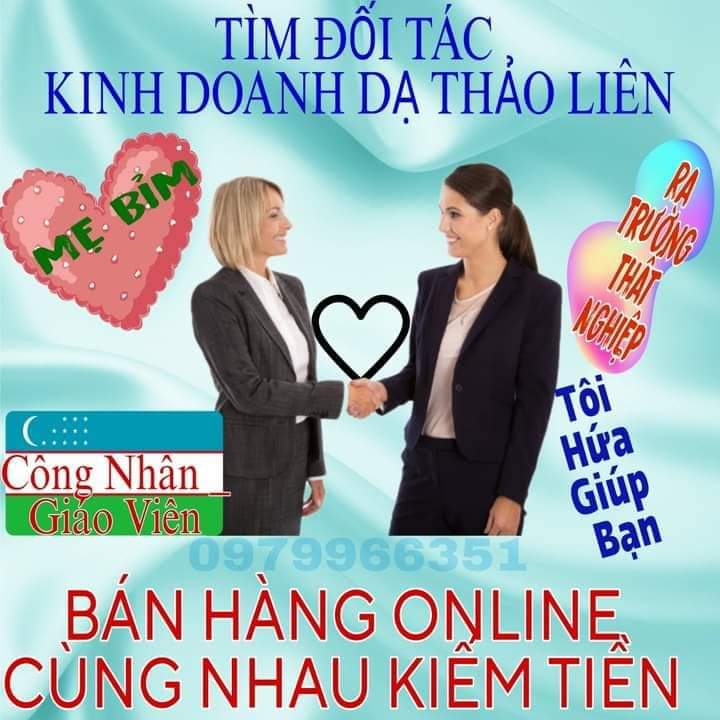 TÌM ĐỐI TÁC
KINH DOANH DẠ THẢO LIÊN
MẸ BỈM
RA
TRƯỜNG
THẤT
NGHIỆP
Tôi
Hứa
Giúp
Bạn
Công Nhân _
Giáo Viên
0979966351
BÁN HÀNG ONLINE
CÙNG NHAU KIẾM TIỀN